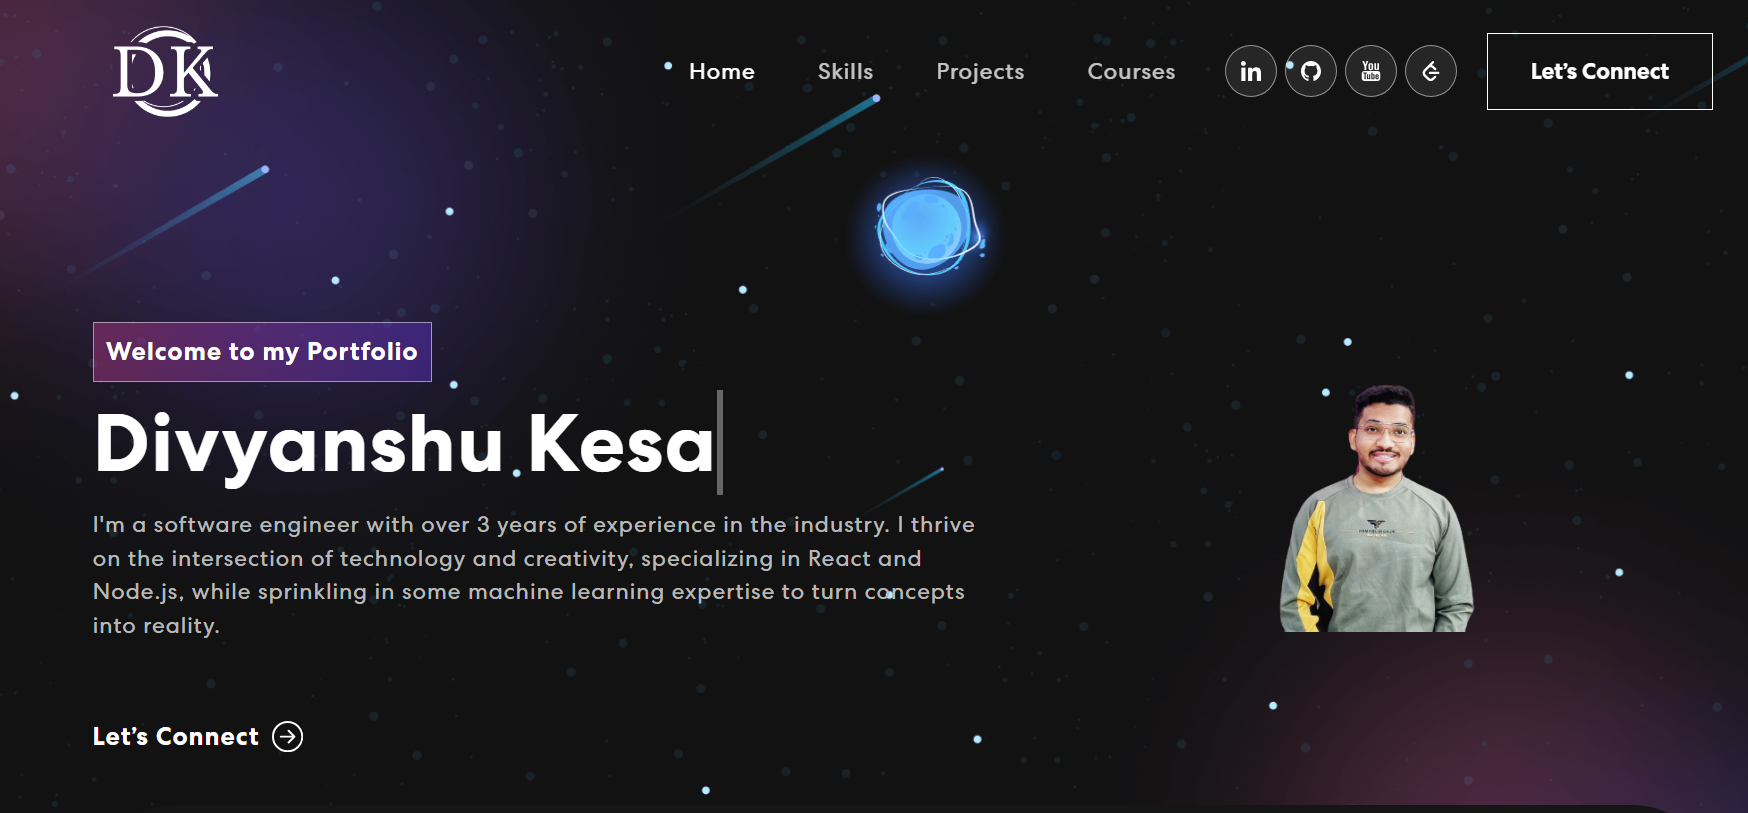 DK
Home Skills Projects Courses in You Tube Let's Connect
Welcome to my Portfolio
Divyanshu Kesa
I'm a software engineer with over 3 years of experience in the industry. I thrive
on the intersection of technology and creativity, specializing in React and
Node.js, while sprinkling in some machine learning expertise to turn concepts
into reality.
Let's Connect